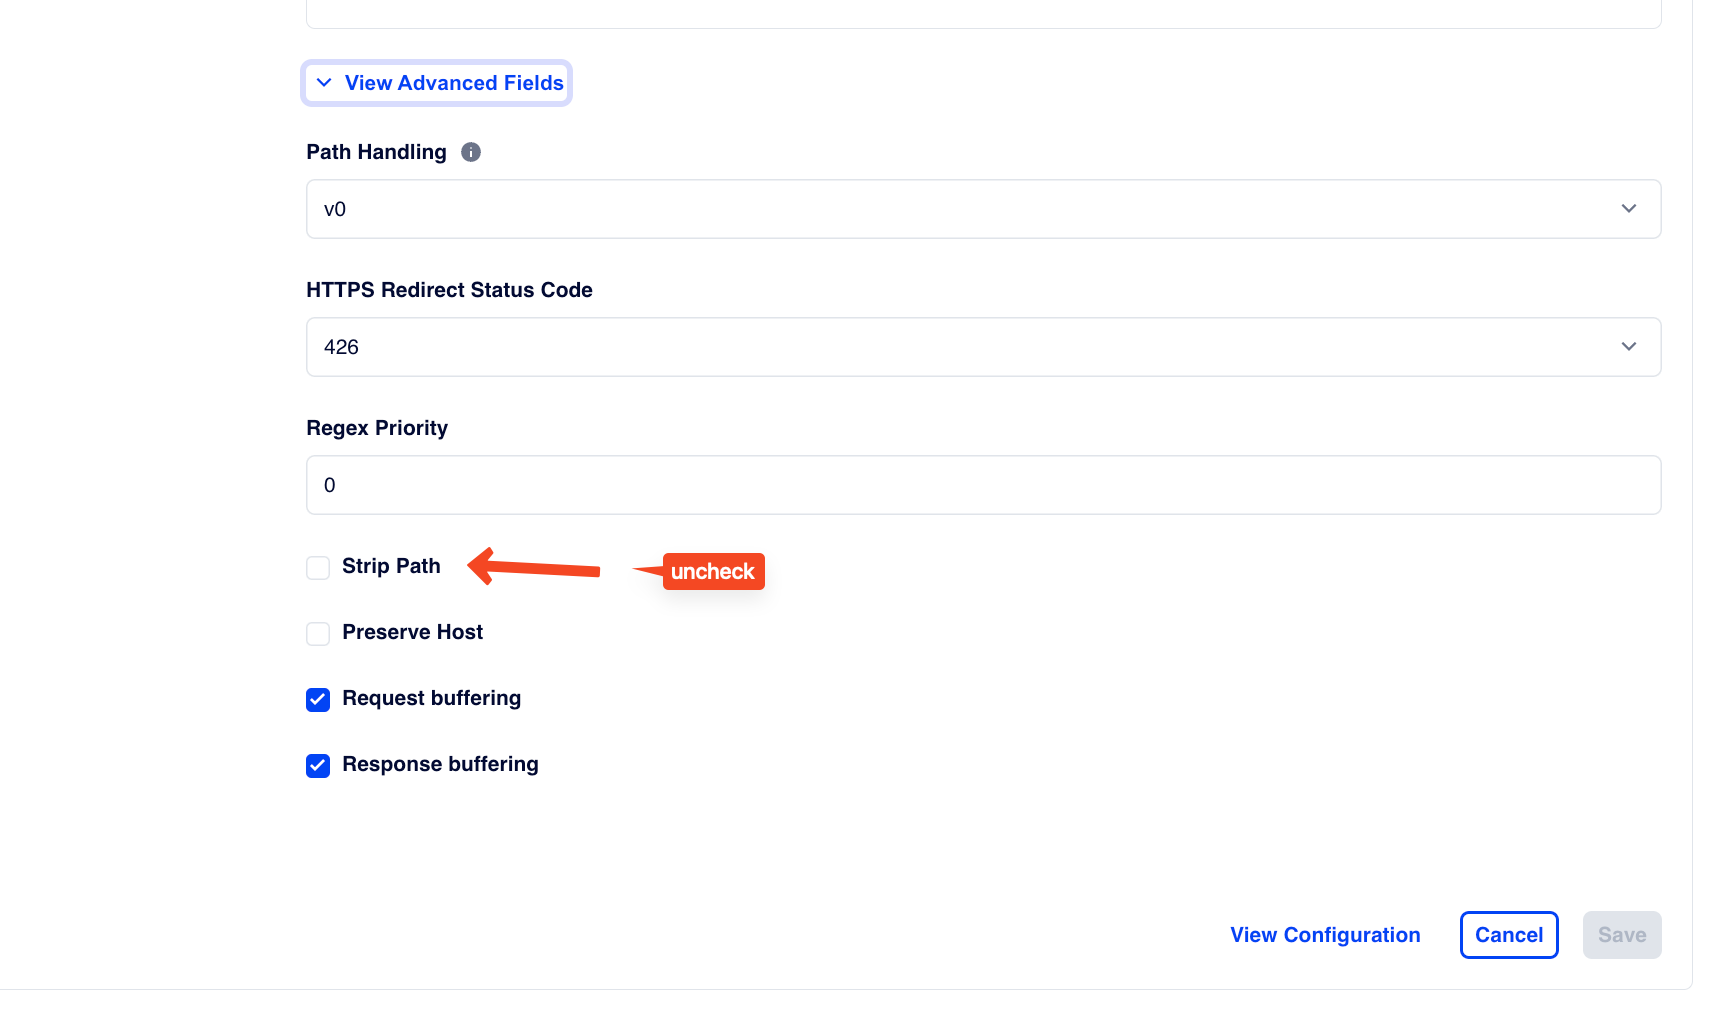 View Advanced Fields
Path Handling
v0
HTTPS Redirect Status Code
426
Regex Priority
0
Strip Path
uncheck
Preserve Host
Request buffering
Response buffering
View Configuration
Cancel
Save